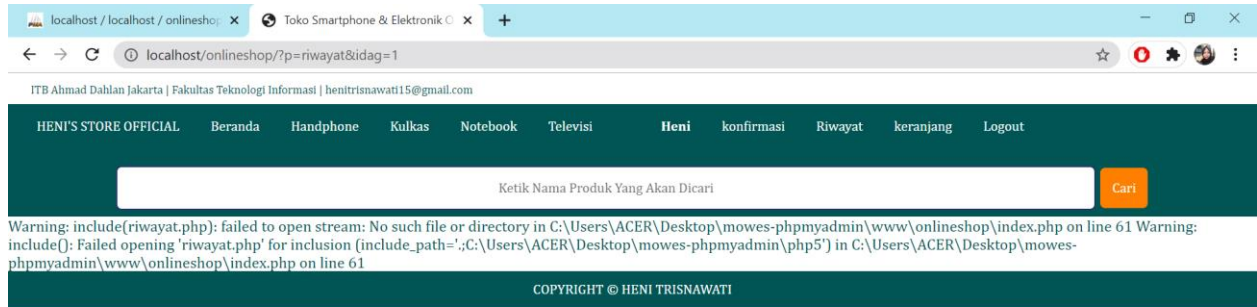 localhost / localhost / onlineshop
Toko Smartphone & Elektronik O
localhost/onlineshop/?p=riwayat&idag=1
ITB Ahmad Dahlan Jakarta | Fakultas Teknologi Informasi | henitrisnawati15@gmail.com
HENI'S STORE OFFICIAL Beranda Handphone Kulkas Notebook Televisi Heni konfirmasi Riwayat keranjang Logout
Ketik Nama Produk Yang Akan Dicari Cari
Warning: include(riwayat.php): failed to open stream: No such file or directory in C:\Users\ACER\Desktop\mowes-phpmyadmin\www\onlineshop\index.php on line 61 Warning:
include(): Failed opening 'riwayat.php' for inclusion (include_path='.;C:\Users\ACER\Desktop\mowes-phpmyadmin\php5') in C:\Users\ACER\Desktop\mowes-
phpmyadmin\www\onlineshop\index.php on line 61
COPYRIGHT © HENI TRISNAWATI